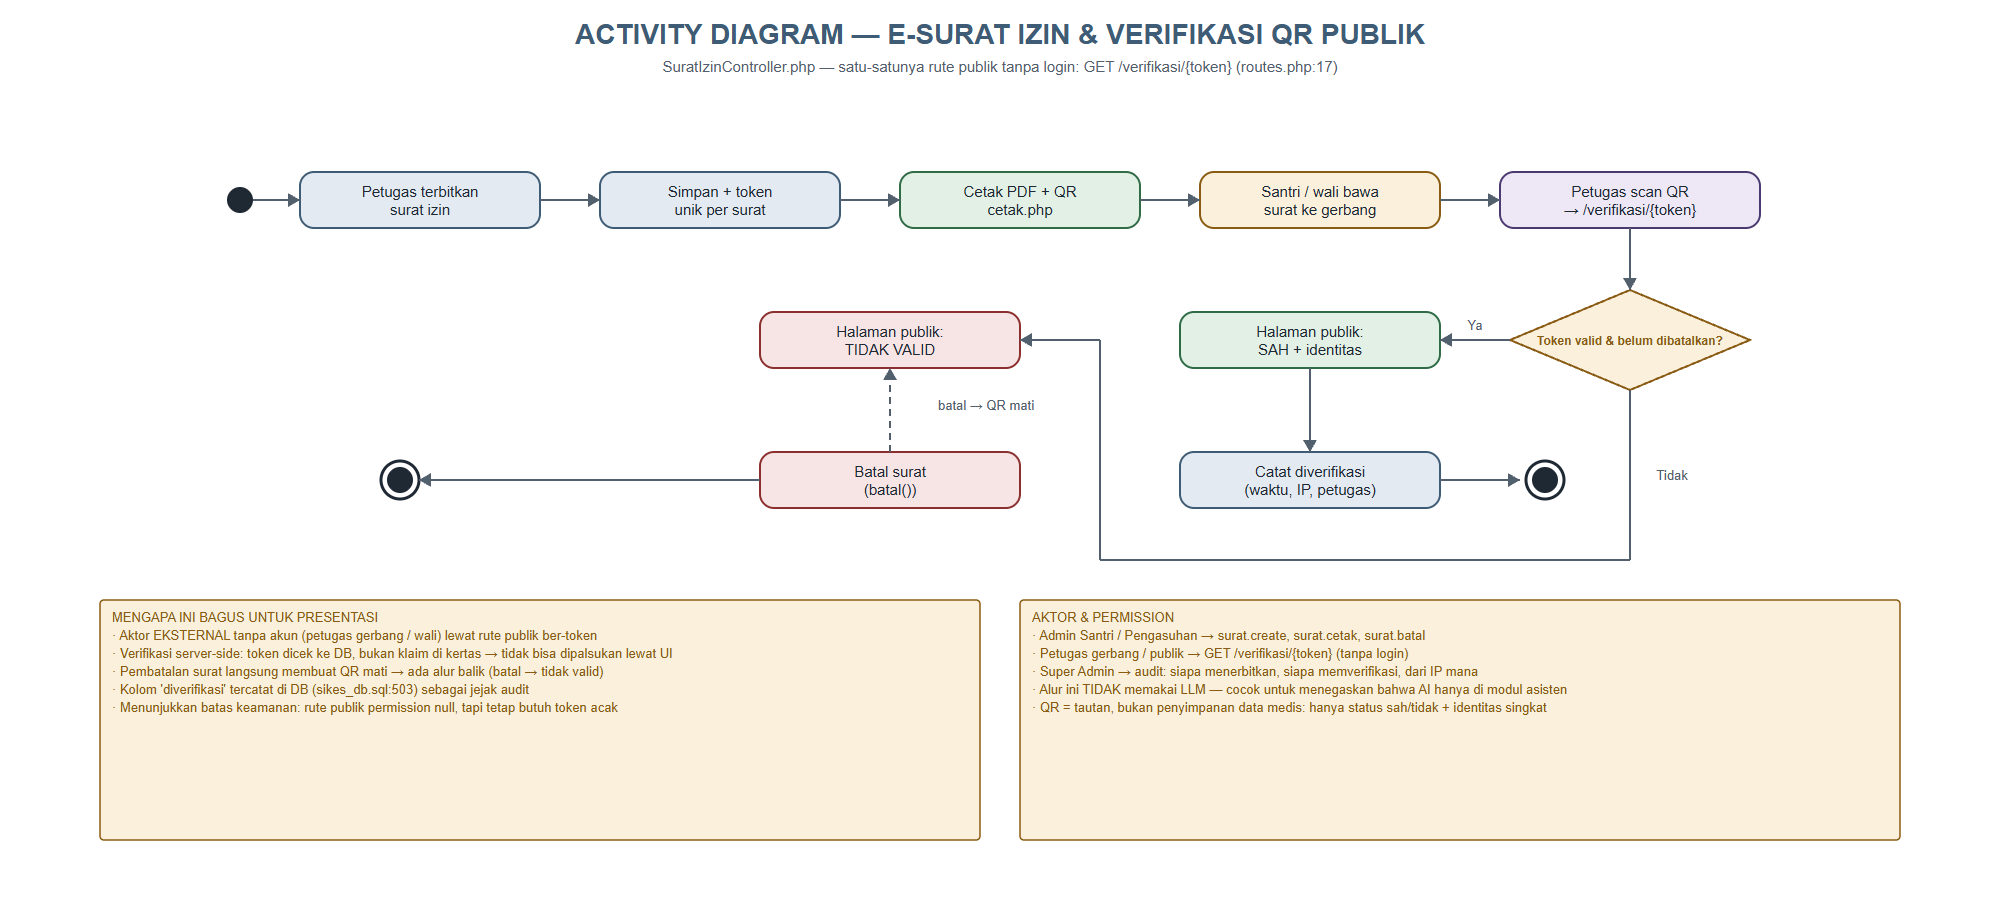 ACTIVITY DIAGRAM — E-SURAT IZIN & VERIFIKASI QR PUBLIK
SuratIzinController.php — satu-satunya rute publik tanpa login: GET /verifikasi/{token} (routes.php:17)
Petugas terbitkan
surat izin
Simpan + token
unik per surat
Cetak PDF + QR
cetak.php
Santri / wali bawa
surat ke gerbang
Petugas scan QR
→ /verifikasi/{token}
Token valid & belum dibatalkan?
Ya
Halaman publik:
SAH + identitas
Halaman publik:
TIDAK VALID
batal → QR mati
Batal surat
(batal())
Catat diverifikasi
(waktu, IP, petugas)
Tidak
MENGAPA INI BAGUS UNTUK PRESENTASI
· Aktor EKSTERNAL tanpa akun (petugas gerbang / wali) lewat rute publik ber-token
· Verifikasi server-side: token dicek ke DB, bukan klaim di kertas → tidak bisa dipalsukan lewat UI
· Pembatalan surat langsung membuat QR mati → ada alur balik (batal → tidak valid)
· Kolom 'diverifikasi' tercatat di DB (sikes_db.sql:503) sebagai jejak audit
· Menunjukkan batas keamanan: rute publik permission null, tapi tetap butuh token acak
AKTOR & PERMISSION
· Admin Santri / Pengasuhan → surat.create, surat.cetak, surat.batal
· Petugas gerbang / publik → GET /verifikasi/{token} (tanpa login)
· Super Admin → audit: siapa menerbitkan, siapa memverifikasi, dari IP mana
· Alur ini TIDAK memakai LLM — cocok untuk menegaskan bahwa AI hanya di modul asisten
· QR = tautan, bukan penyimpanan data medis: hanya status sah/tidak + identitas singkat